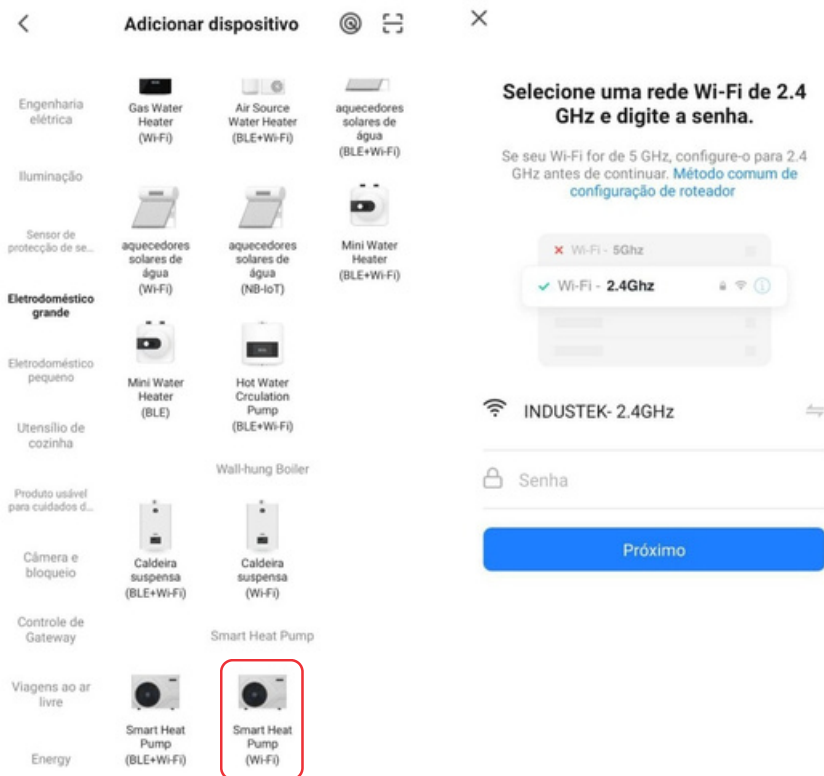 Adicionar dispositivo
Engenharia
elétrica
Iluminação
Sensor de
protecção de se...
Eletrodoméstico
grande
Eletrodoméstico
pequeno
Utensílio de
cozinha
Produto usável
para cuidados d...
Câmera e
bloqueio
Controle de
Gateway
Viagens ao ar
livre
Energy
Gas Water
Heater
(Wi-Fi)
Air Source
Water Heater
(BLE+Wi-Fi)
aquecedores
solares de
água
(BLE+Wi-Fi)
aquecedores
solares de
água
(Wi-Fi)
aquecedores
solares de
água
(NB-IoT)
Mini Water
Heater
(BLE+Wi-Fi)
Mini Water
Heater
(BLE)
Hot Water
Crculation
Pump
(BLE+Wi-Fi)
Wall-hung Boiler
Caldeira
suspensa
(BLE+Wi-Fi)
Caldeira
suspensa
(Wi-Fi)
Smart Heat Pump
Smart Heat
Pump
(BLE+Wi-Fi)
Smart Heat
Pump
(Wi-Fi)
Selecione uma rede Wi-Fi de 2.4
GHz e digite a senha.
Se seu Wi-Fi for de 5 GHz, configure-o para 2.4
GHz antes de continuar. Método comum de
configuração de roteador
Wi-Fi - 5Ghz
Wi-Fi - 2.4Ghz
INDUSTEK- 2.4GHz
Senha
Próximo